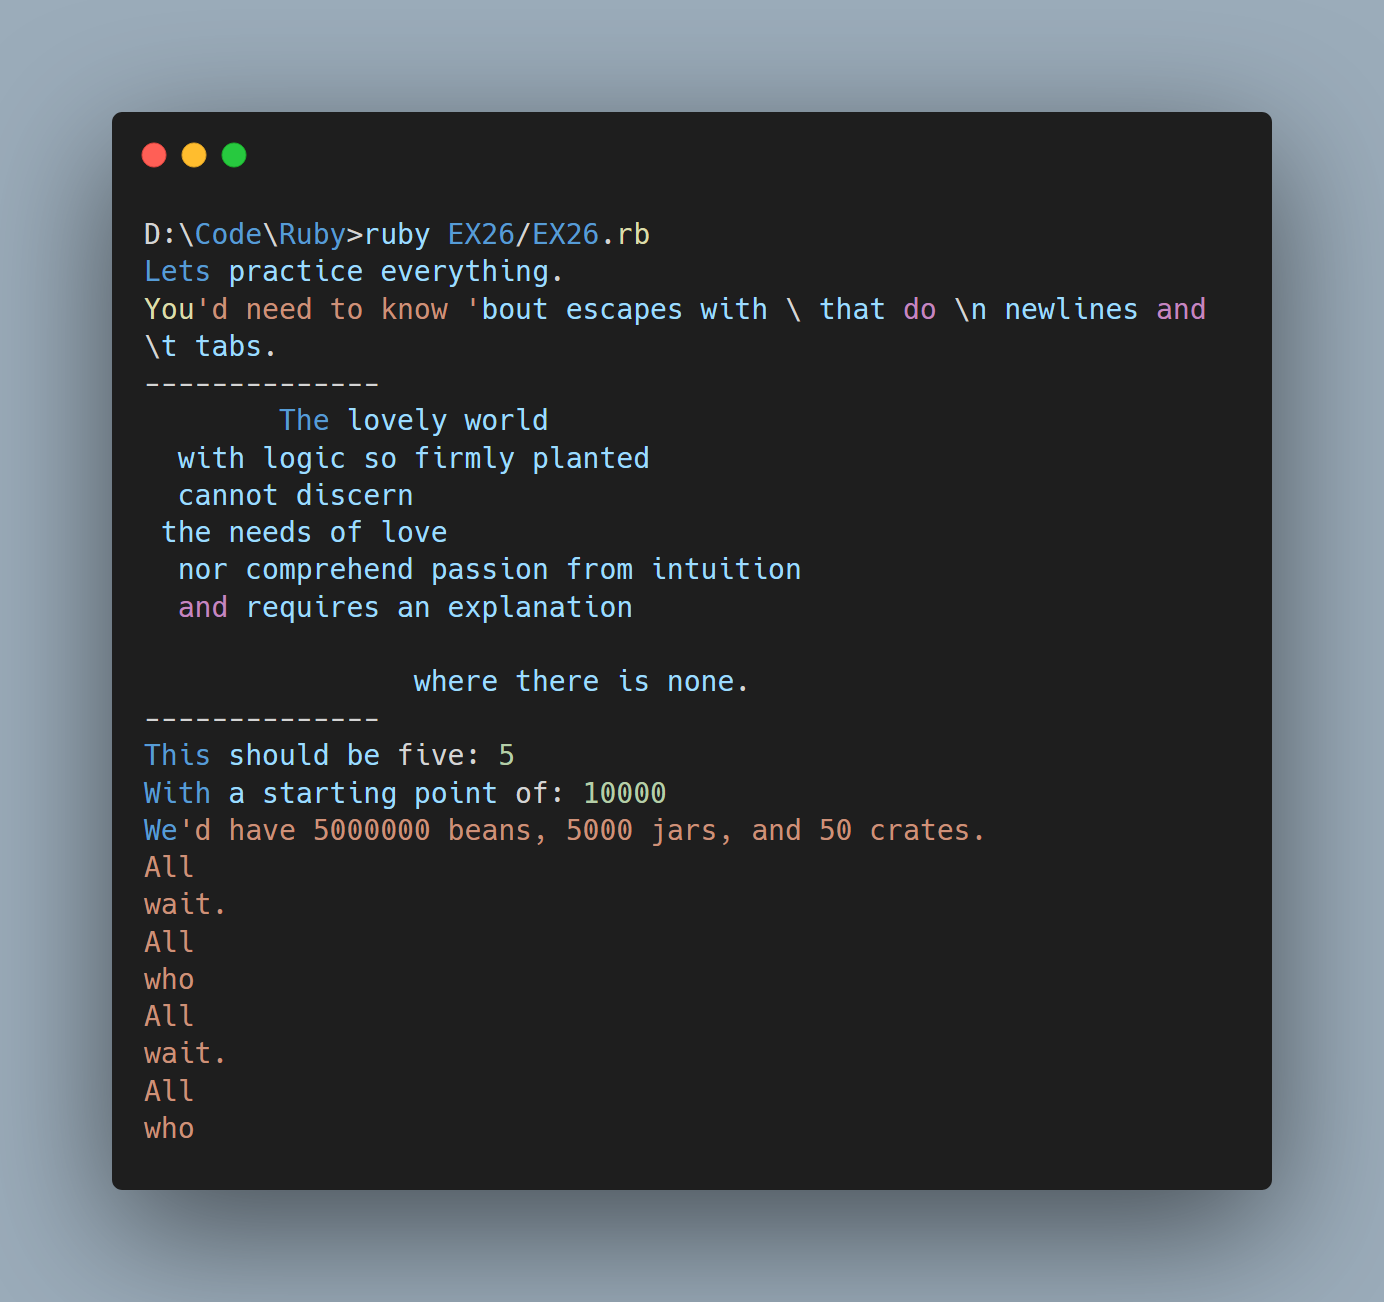 D:\Code\Ruby>ruby EX26/EX26.rb
Lets practice everything.
You'd need to know 'bout escapes with \ that do \n newlines and
\t tabs.
--------------
        The lovely world
  with logic so firmly planted
  cannot discern
 the needs of love
  nor comprehend passion from intuition
  and requires an explanation

                where there is none.
--------------
This should be five: 5
With a starting point of: 10000
We'd have 5000000 beans, 5000 jars, and 50 crates.
All
wait.
All
who
All
wait.
All
who